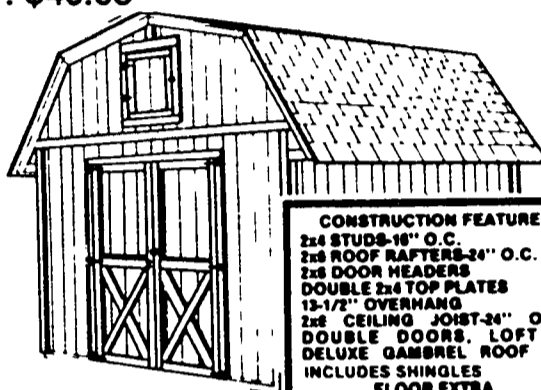 CONSTRUCTION FEATURE
2x4 STUDS-16" O.C.
2x6 ROOF RAFTERS-24" O.C.
2x6 DOOR HEADERS
DOUBLE 2x4 TOP PLATES
13-1/2" OVERHANG
2x6 CEILING JOIST-24" O
DOUBLE DOORS, LOFT
DELUXE GAMBREL ROOF
INCLUDES SHINGLES
FLOOR EXTRA